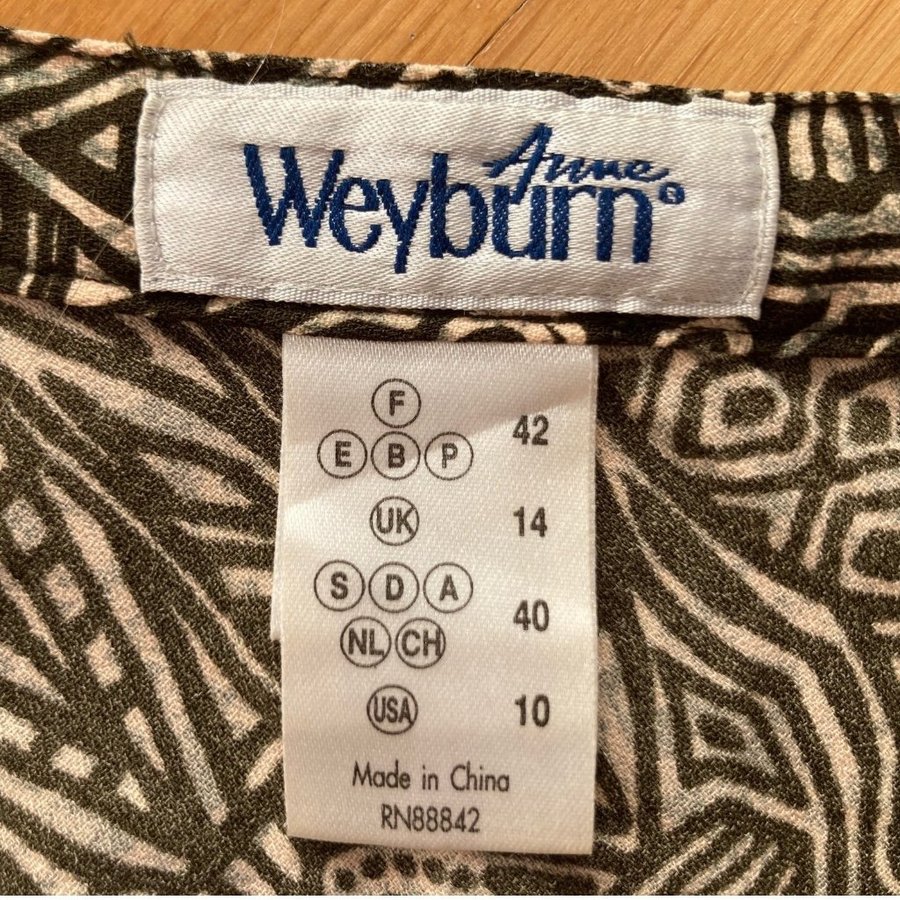 Anne
Weyburn®
F
E B P 42
UK 14
S D A
NL CH 40
USA 10
Made in China
RN88842